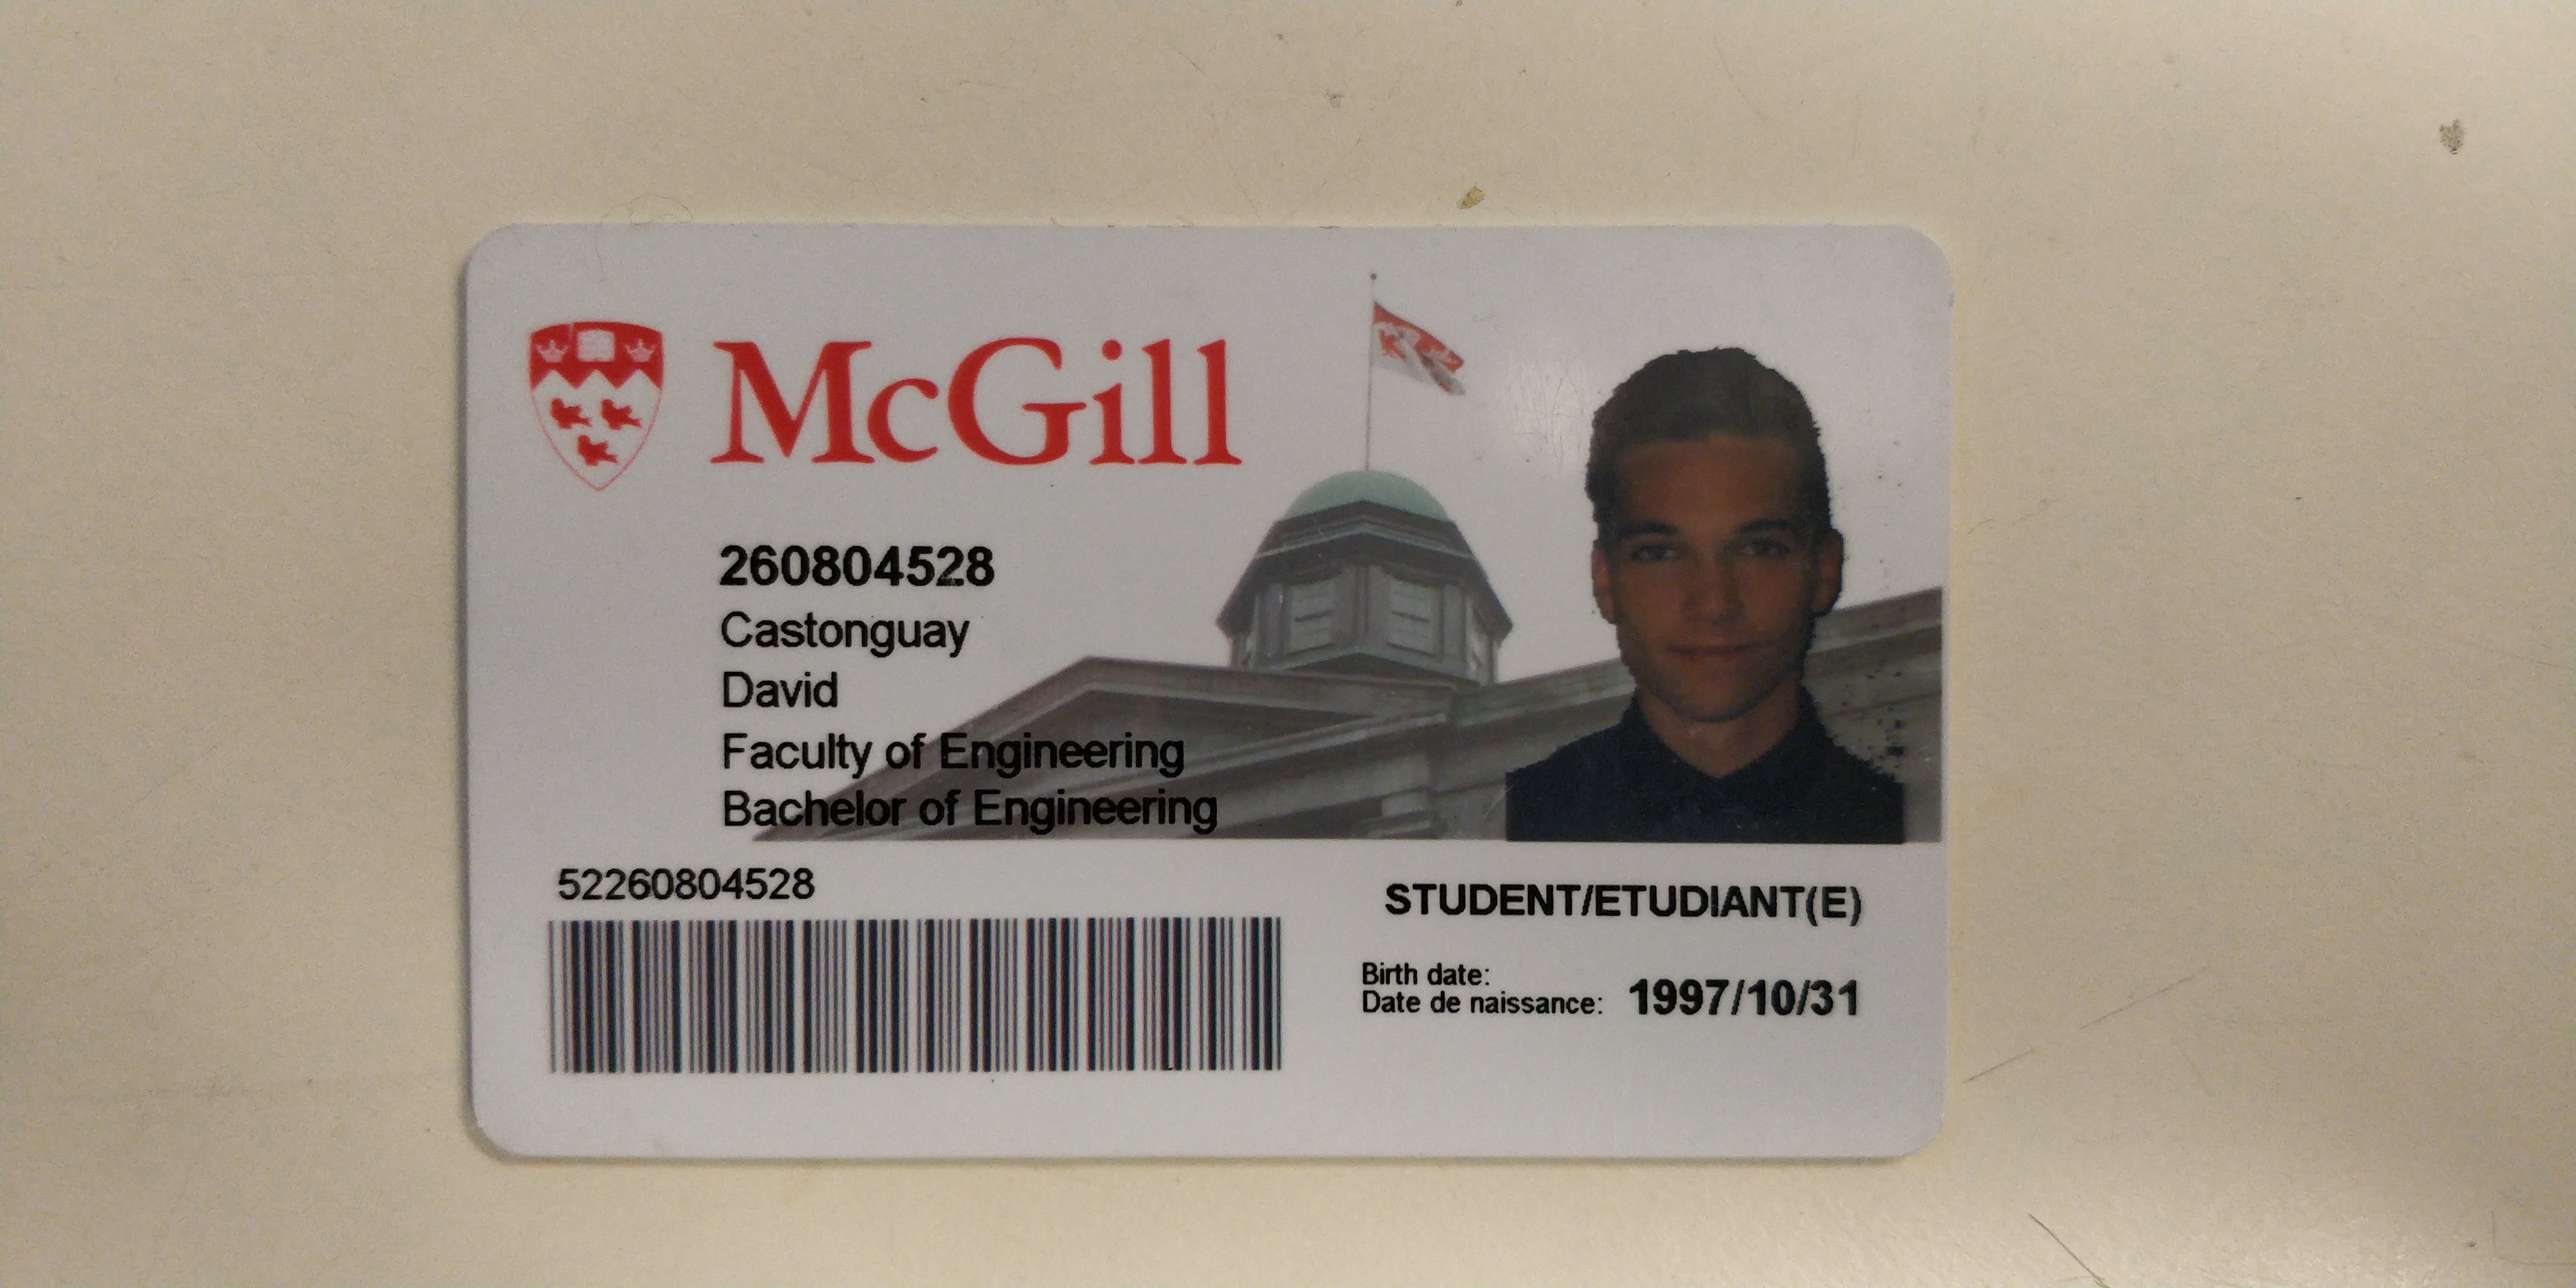 McGill
260804528
Castonguay
David
Faculty of Engineering
Bachelor of Engineering
52260804528
STUDENT/ETUDIANT(E)
Birth date:
Date de naissance: 1997/10/31